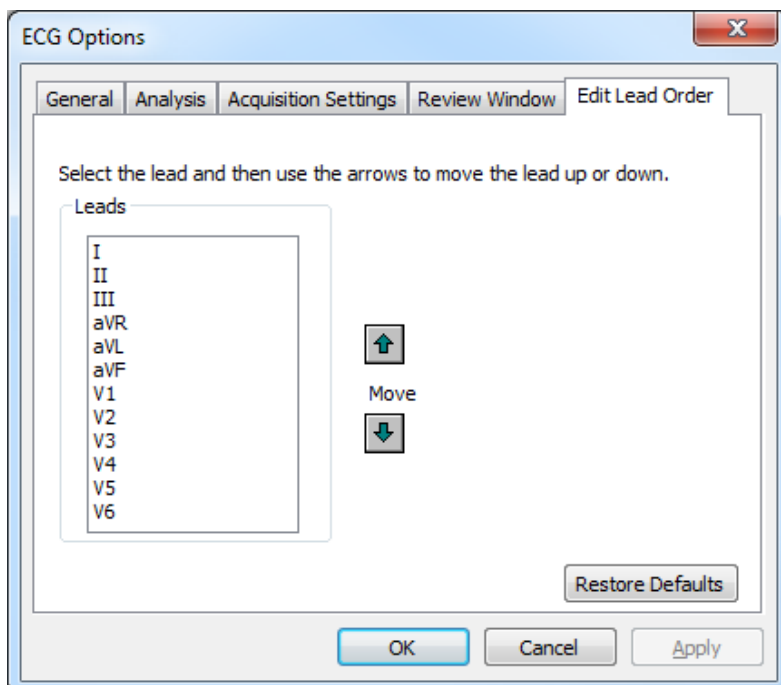 ECG Options
General Analysis Acquisition Settings Review Window Edit Lead Order
Select the lead and then use the arrows to move the lead up or down.
Leads
I
II
III
aVR
aVL
aVF
V1
V2
V3
V4
V5
V6
Move
Restore Defaults
OK Cancel Apply